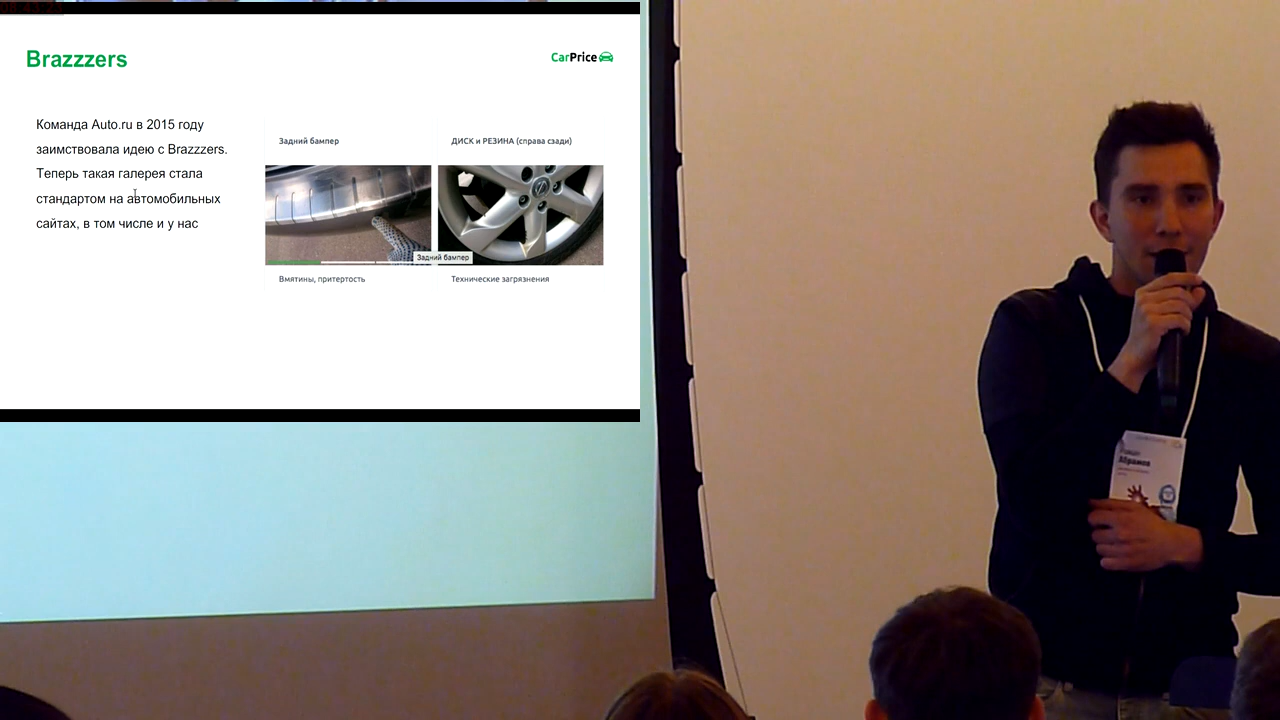 Brazzzers
CarPrice
Команда Auto.ru в 2015 году
заимствовала идею с Brazzzers.
Теперь такая галерея стала
стандартом на автомобильных
сайтах, в том числе и у нас
Задний бампер
ДИСК и РЕЗИНА (справа сзади)
Задний бампер
Вмятины, притертость
Технические загрязнения
Абрамов